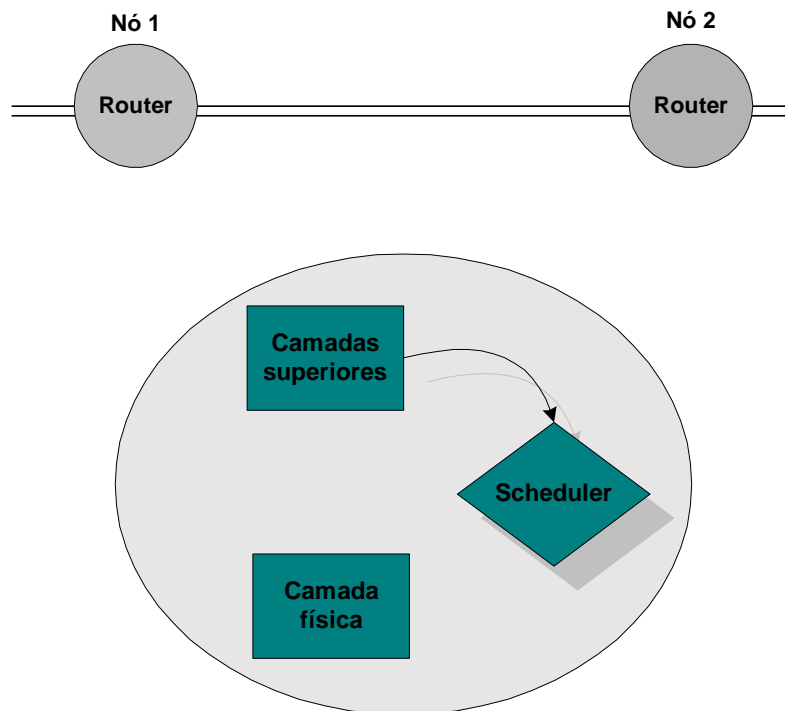 Nó 1
Nó 2
Router
Router
Camadas
superiores
Scheduler
Camada
física